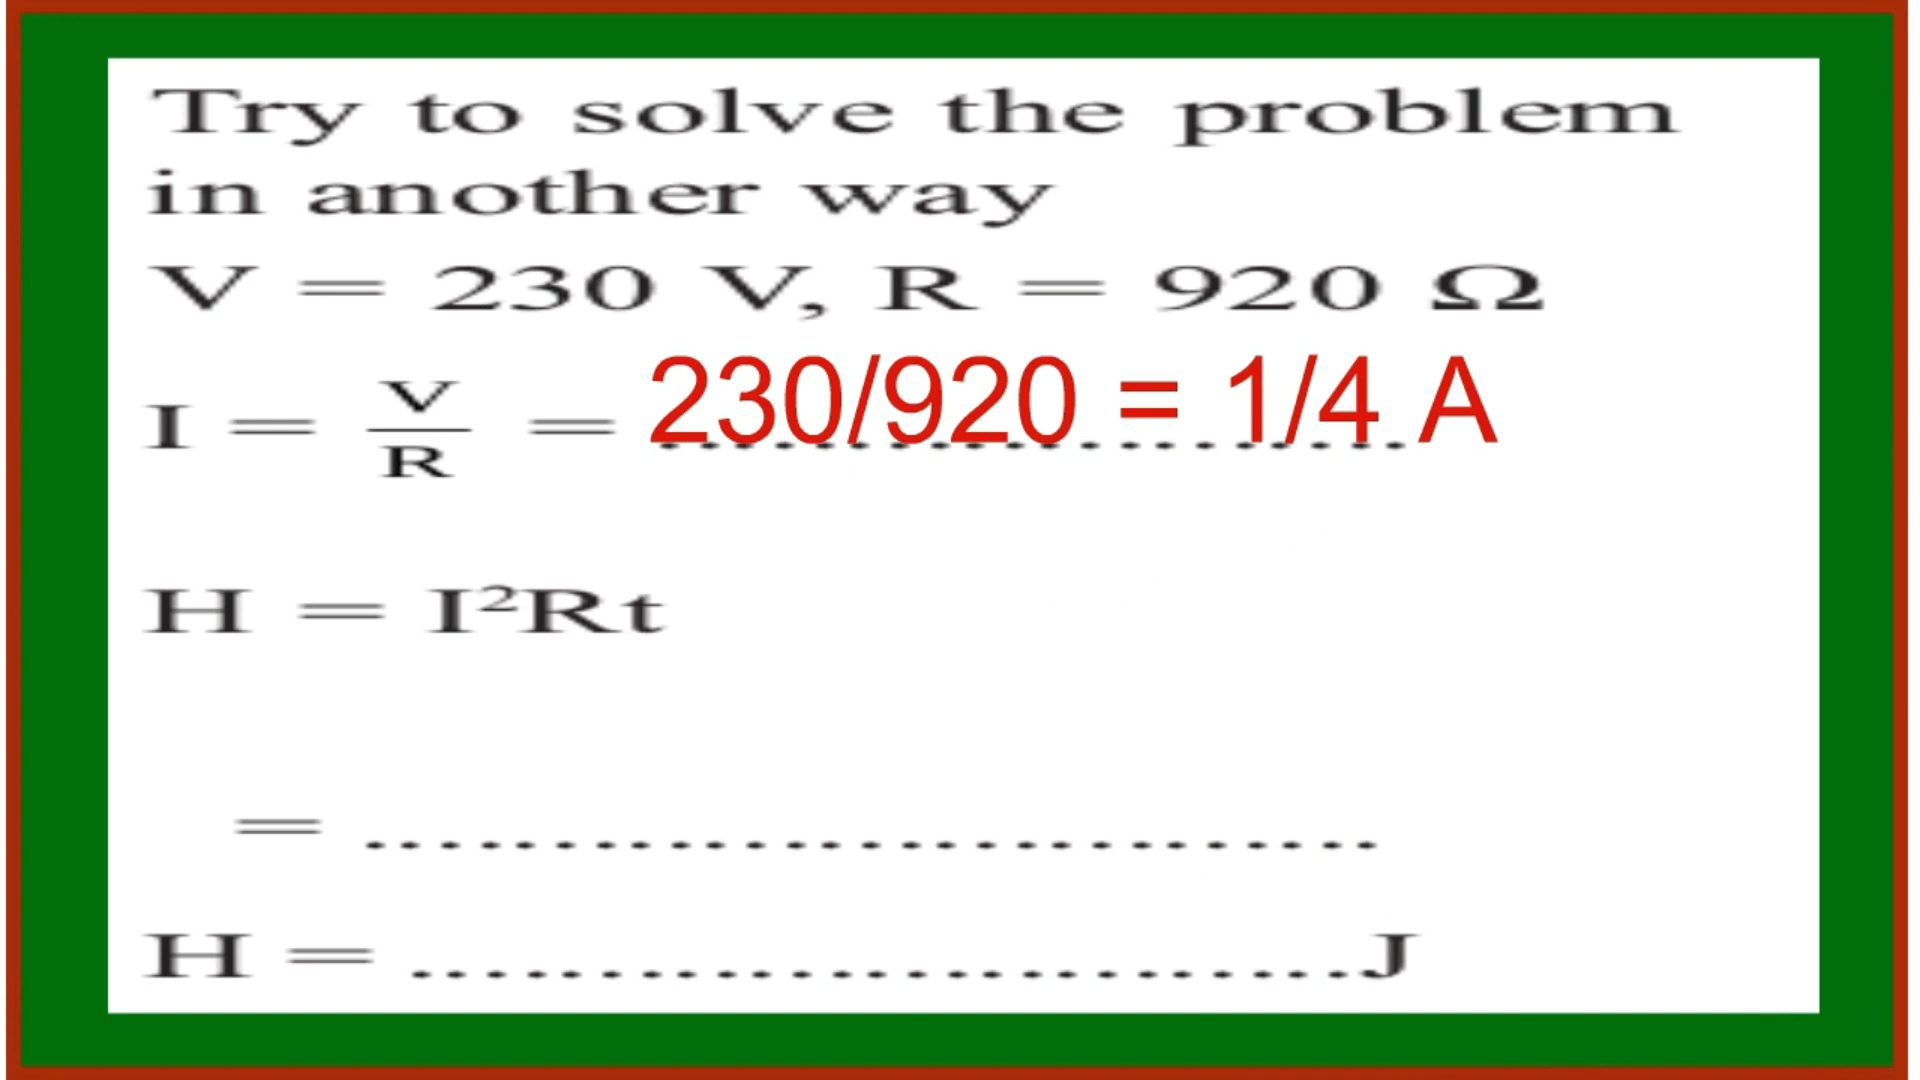 Try to solve the problem
in another way
V = 230 V, R = 920 Ω
I = V/R = 230/920 = 1/4 A
H = I²Rt
= ..............................
H = ..............................J